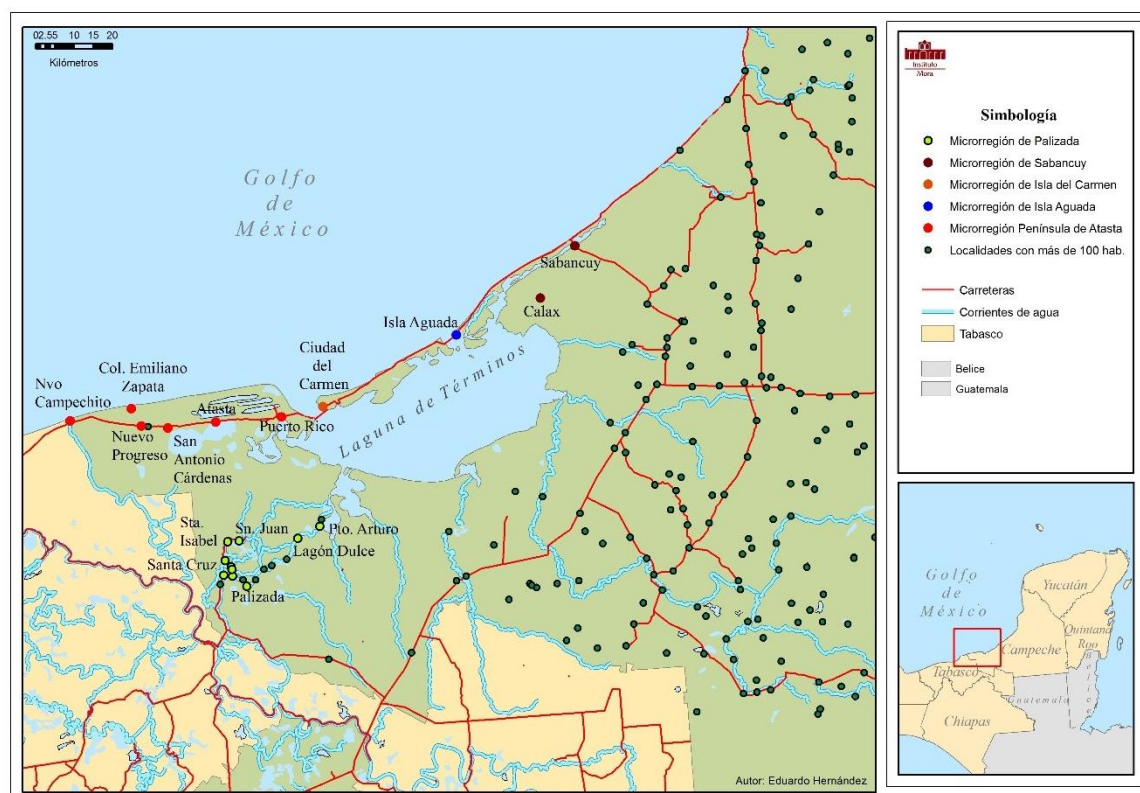 02.55 10 15 20
Kilómetros
Golfo
de
México
Sabancuy
Calax
Isla Aguada
Ciudad
del
Carmen
Laguna de Términos
Col. Emiliano
Zapata
Nvo
Campechito
Atasta
Puerto Rico
Nuevo
Progreso
San
Antonio
Cárdenas
Sta.
Isabel
Sn. Juan
Pto. Arturo
Lagón Dulce
Santa Cruz
Palizada
Autor: Eduardo Hernández
Instituto
Mora
Simbología
Microrregión de Palizada
Microrregión de Sabancuy
Microrregión de Isla del Carmen
Microrregión de Isla Aguada
Microrregión Península de Atasta
Localidades con más de 100 hab.
Carreteras
Corrientes de agua
Tabasco
Belice
Guatemala
Golfo
de
México
Yucatán
Quintana
Roo
Campeche
Tabasco
Guatemala
Belice
Chiapas